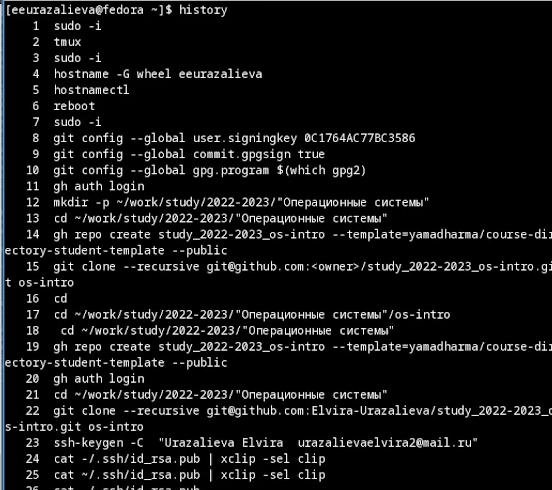 [eeurazalieva@fedora ~]$ history
1 sudo -i
2 tmux
3 sudo -i
4 hostname -G wheel eeurazalieva
5 hostnamectl
6 reboot
7 sudo -i
8 git config --global user.signingkey 0C1764AC77BC3586
9 git config --global commit.gpgsign true
10 git config --global gpg.program $(which gpg2)
11 gh auth login
12 mkdir -p ~/work/study/2022-2023/"Операционные системы"
13 cd ~/work/study/2022-2023/"Операционные системы"
14 gh repo create study_2022-2023_os-intro --template=yamadharma/course-dir
ectory-student-template --public
15 git clone --recursive git@github.com:<owner>/study_2022-2023_os-intro.gi
t os-intro
16 cd
17 cd ~/work/study/2022-2023/"Операционные системы"/os-intro
18 cd ~/work/study/2022-2023/"Операционные системы"
19 gh repo create study_2022-2023_os-intro --template=yamadharma/course-dir
ectory-student-template --public
20 gh auth login
21 cd ~/work/study/2022-2023/"Операционные системы"
22 git clone --recursive git@github.com:Elvira-Urazalieva/study_2022-2023_o
s-intro.git os-intro
23 ssh-keygen -C "Urazalieva Elvira urazalievaelvira2@mail.ru"
24 cat -/.ssh/id_rsa.pub | xclip -sel clip
25 cat ~/.ssh/id_rsa.pub | xclip -sel clip